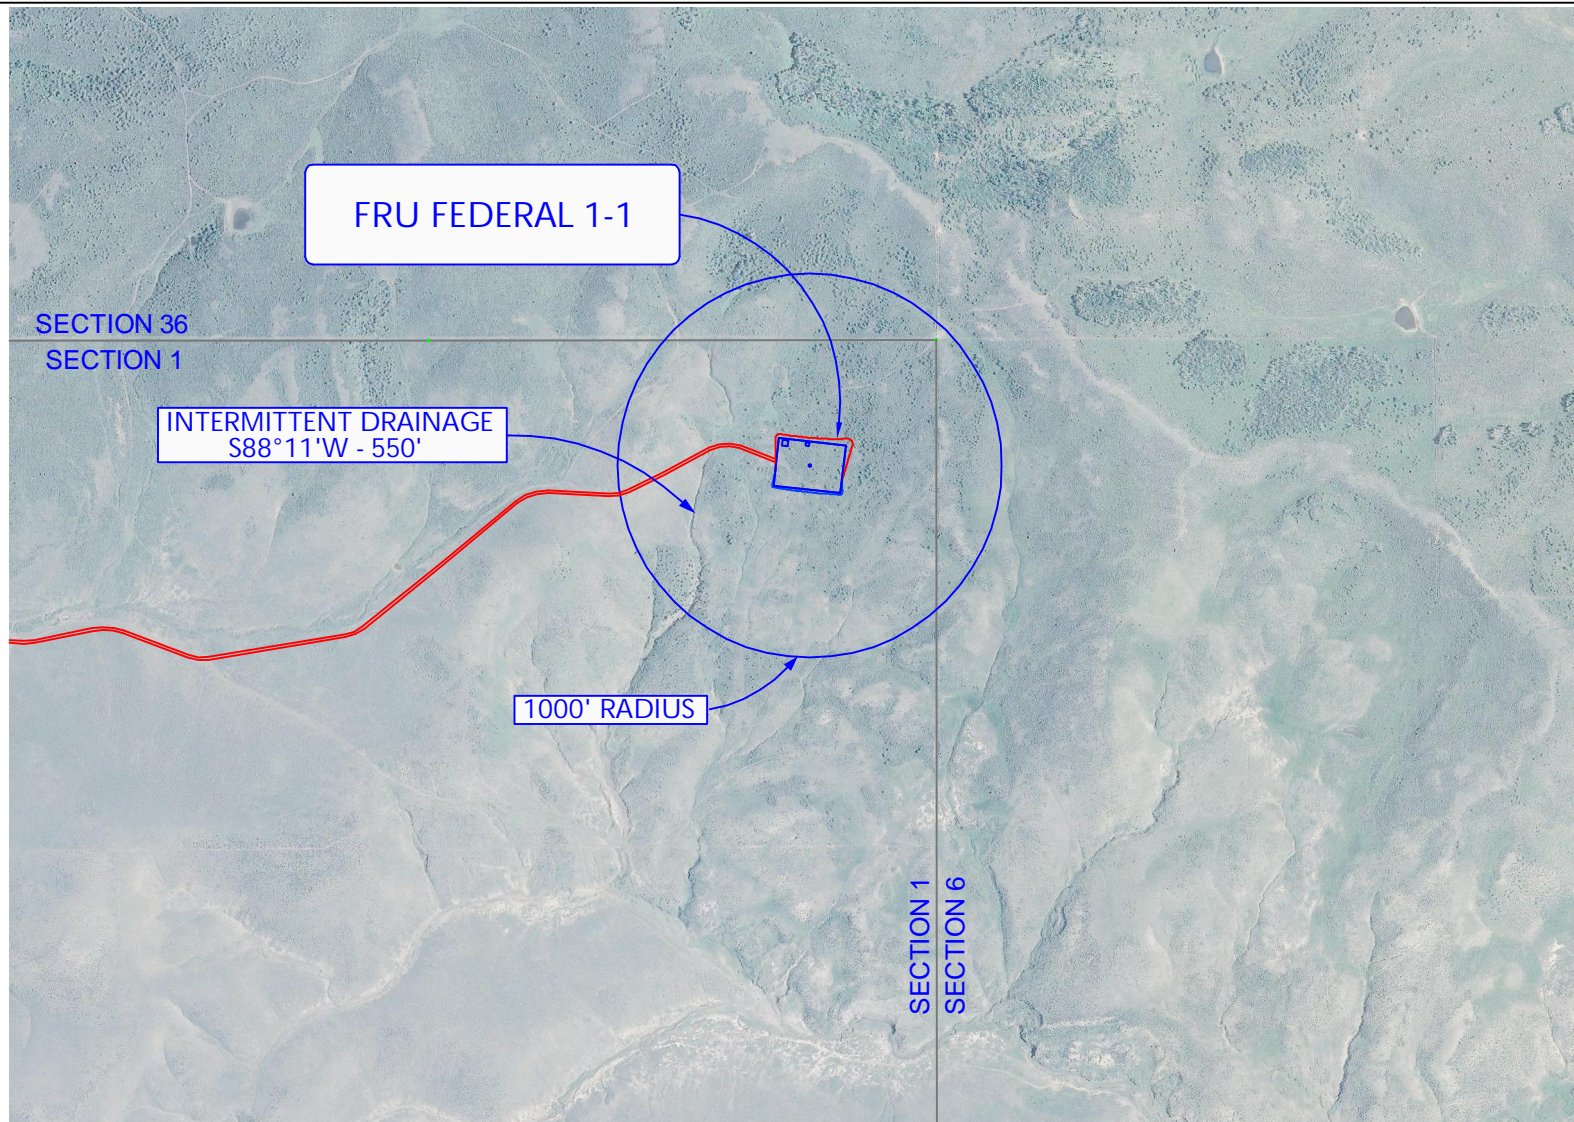 FRU FEDERAL 1-1
SECTION 36
SECTION 1
INTERMITTENT DRAINAGE
S88°11'W - 550'
1000' RADIUS
SECTION 1
SECTION 6